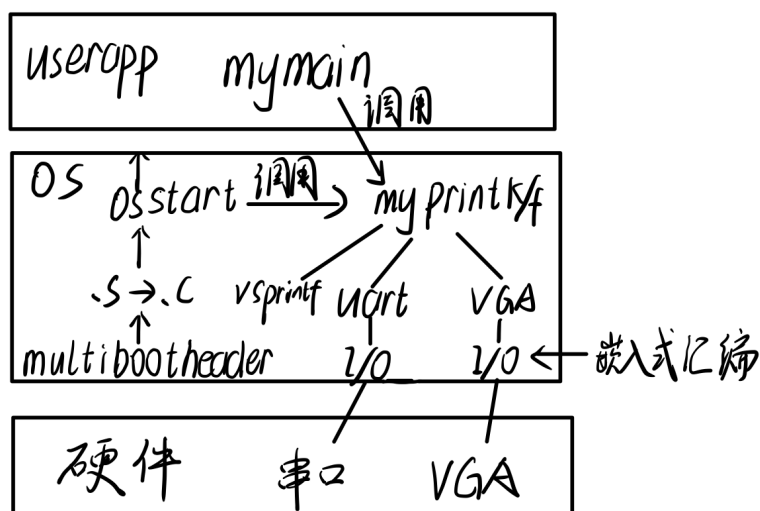 userapp mymain
调用
OS osstart 调用 myprintk/f
.S→.C vsprintf uart VGA
multibootheader I/O I/O 嵌入式汇编
硬件 串口 VGA